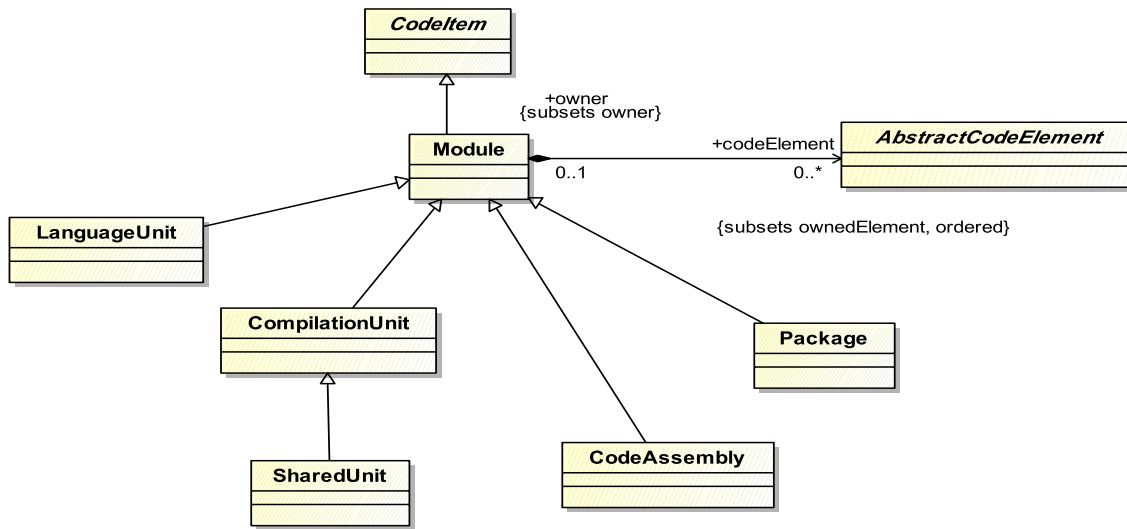 CodeItem
+owner
{subsets owner}
Module
+codeElement
AbstractCodeElement
0..1
0..*
LanguageUnit
{subsets ownedElement, ordered}
CompilationUnit
Package
CodeAssembly
SharedUnit